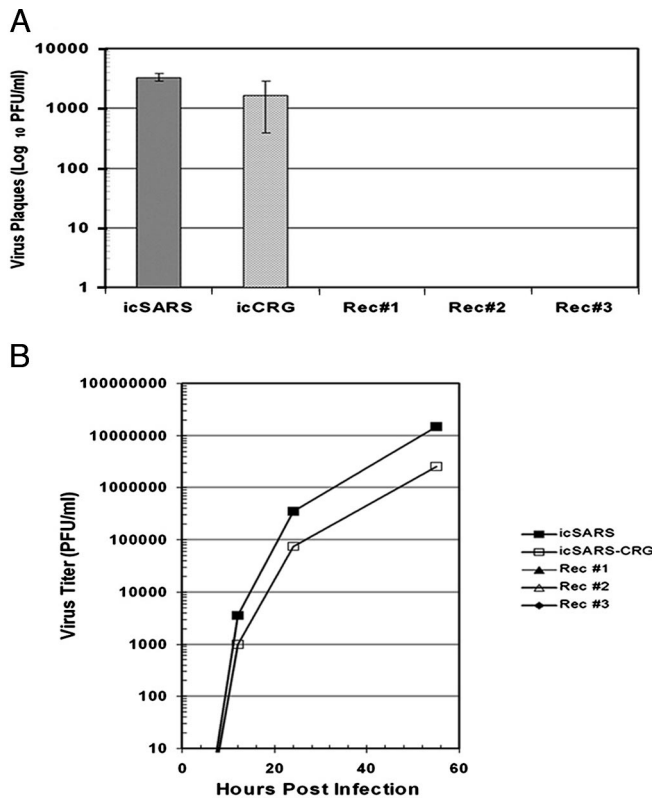 A
10000
1000
100
10
1
Virus Plaques (Log 10 PFU/ml)
icSARS icCRG Rec#1 Rec#2 Rec#3
B
100000000
10000000
1000000
100000
10000
1000
100
10
Virus Titer (PFU/ml)
0 20 40 60
Hours Post Infection
icSARS
icSARS-CRG
Rec #1
Rec #2
Rec #3